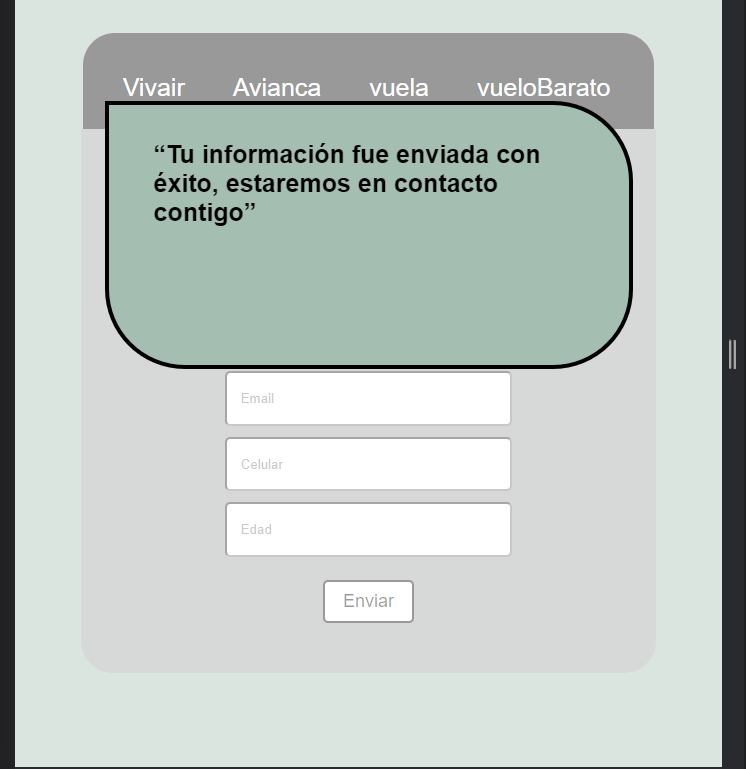 Vivair Avianca vuela vueloBarato
“Tu información fue enviada con
éxito, estaremos en contacto
contigo”
Email
Celular
Edad
Enviar